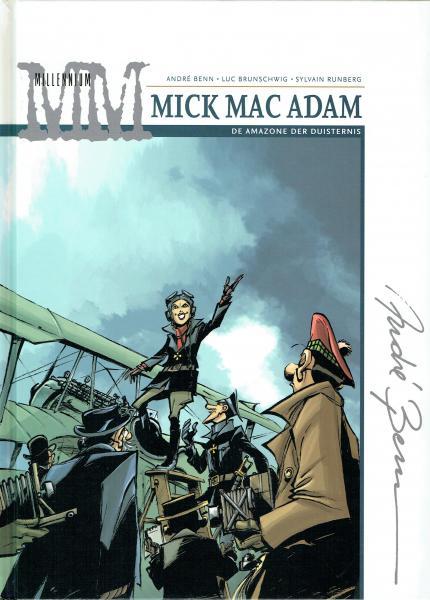 ANDRÉ BENN · LUC BRUNSCHWIG · SYLVAIN RUNBERG
MILLENNIUM
MM
MICK MAC ADAM
DE AMAZONE DER DUISTERNIS
André Benn